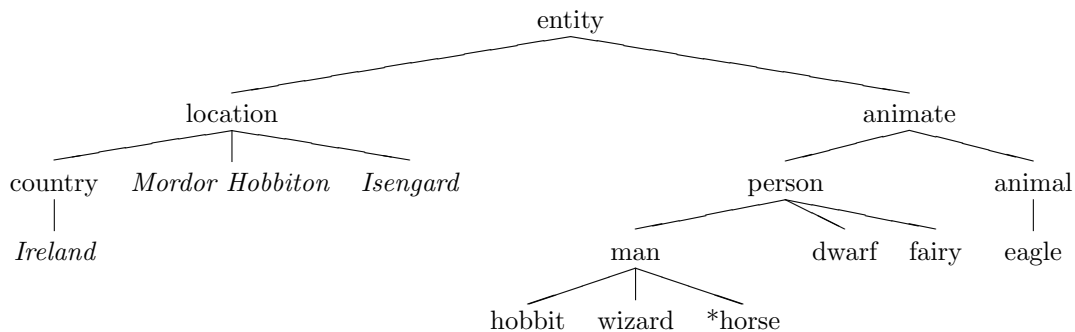 entity
location animate
country Mordor Hobbiton Isengard person animal
Ireland man dwarf fairy eagle
hobbit wizard *horse